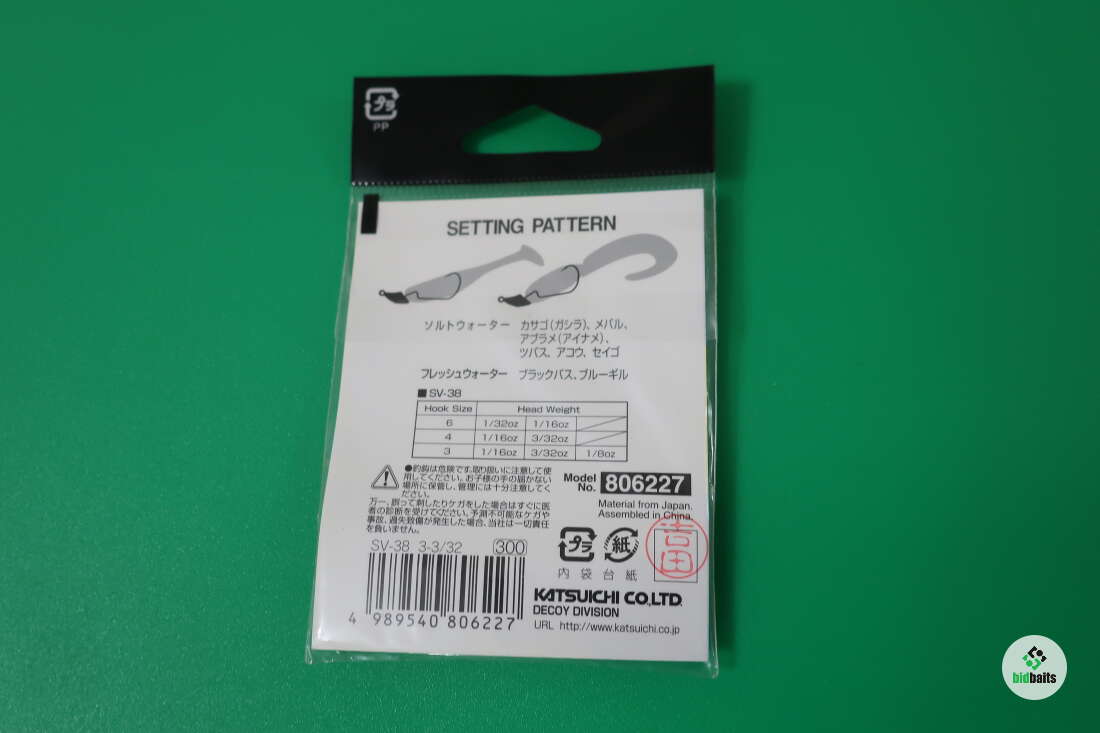 プラ
PP
SETTING PATTERN
ソルトウォーター カサゴ(ガシラ)、メバル、
アブラメ(アイナメ)、
ツバス、アコウ、セイゴ
フレッシュウォーター ブラックバス、ブルーギル
■SV-38
Hook Size Head Weight
6 1/32oz 1/16oz
4 1/16oz 3/32oz
3 1/16oz 3/32oz 1/8oz
●釣鈎は危険です。取り扱いに注意して使
用してください。お子様の手の届かない
場所に保管し、管理には十分注意してく
ださい。
万一、誤って刺したりケガをした場合はすぐに医
者の診断を受けてください。予測不可能なケガや
事故、過失致傷が発生した場合、当社は一切責任
を負いません。
Model No. 806227
Material from Japan.
Assembled in China.
吉田
プラ 紙
内袋 台紙
SV-38 3-3/32 300
4 989540 806227
KATSUICHI CO.,LTD.
DECOY DIVISION
URL http://www.katsuichi.co.jp
bidbaits